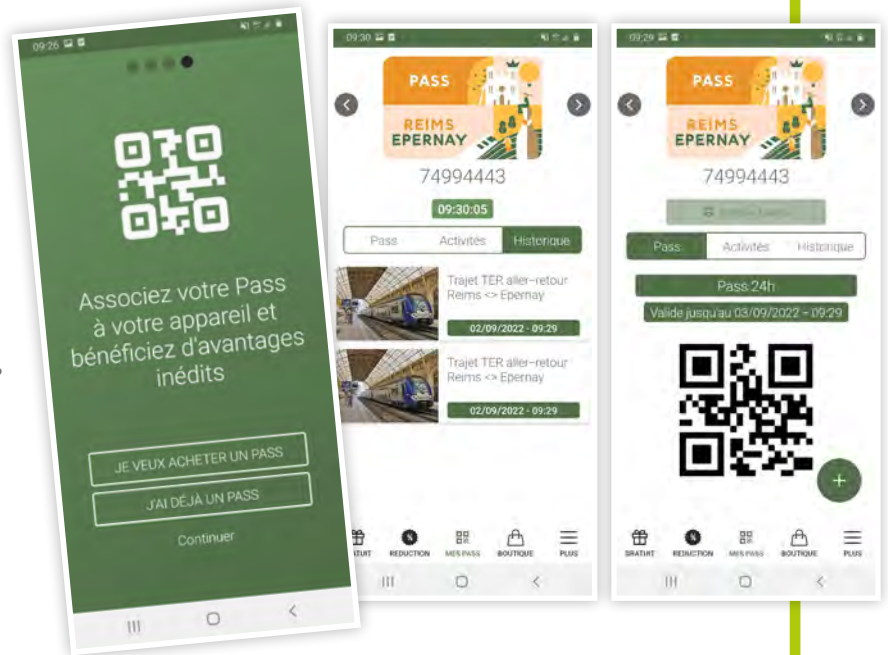 09:26
Associez votre Pass
à votre appareil et
bénéficiez d'avantages
inédits
JE VEUX ACHETER UN PASS
J'AI DÉJÀ UN PASS
Continuer
09:30
PASS
REIMS
EPERNAY
74994443
09:30:05
Pass Activités Historique
Trajet TER aller-retour
Reims <> Epernay
02/09/2022 - 09:29
Trajet TER aller-retour
Reims <> Epernay
02/09/2022 - 09:29
REDUCTION MES PASS BOUTIQUE PLUS
09:29
PASS
REIMS
EPERNAY
74994443
Pass Activités Historique
Pass 24h
Valide jusqu'au 03/09/2022 - 09:29
GRATUIT REDUCTION MES PASS BOUTIQUE PLUS